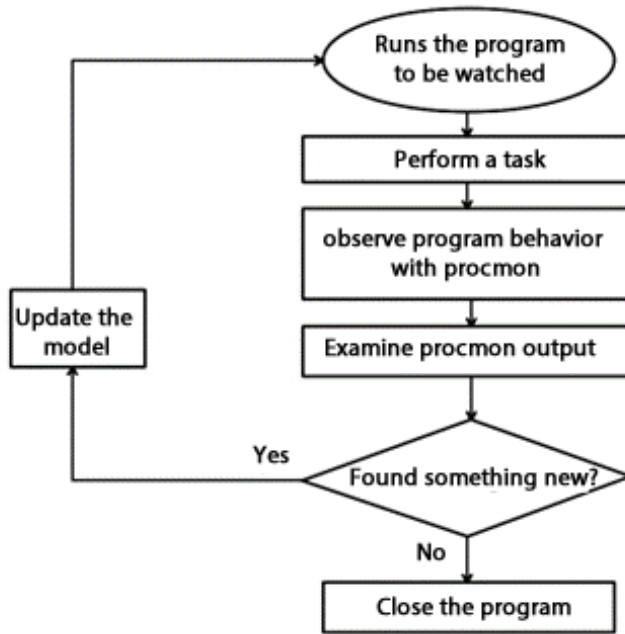 Runs the program
to be watched
Perform a task
observe program behavior
with procmon
Update the
model
Examine procmon output
Yes
Found something new?
No
Close the program